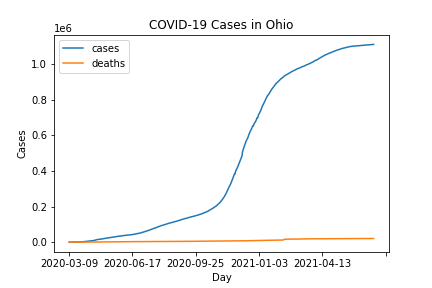 COVID-19 Cases in Ohio
1e6
cases
deaths
1.0
0.8
0.6
0.4
0.2
0.0
Cases
2020-03-09 2020-06-17 2020-09-25 2021-01-03 2021-04-13
Day